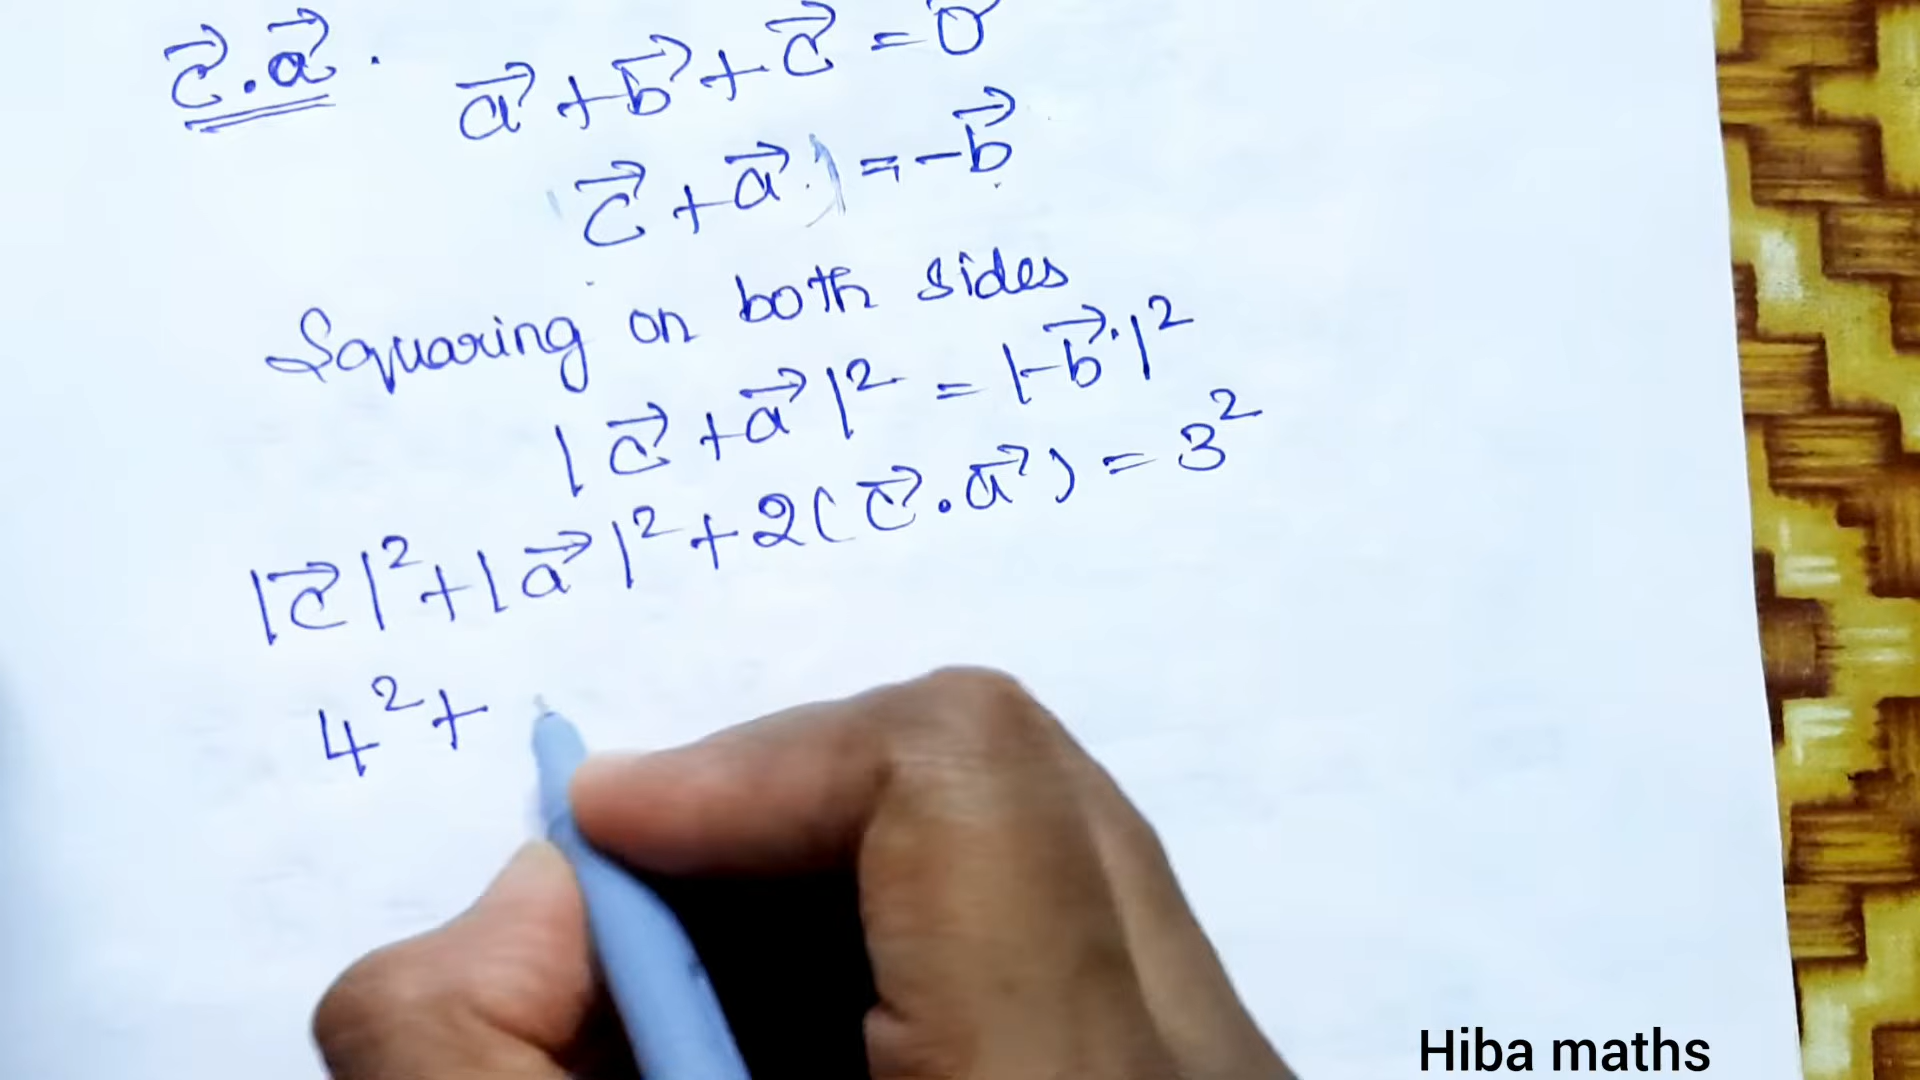 c⃗.a⃗.
a⃗ + b⃗ + c⃗ = 0⃗
c⃗ + a⃗ ) = -b⃗
Squaring on both sides
|c⃗ + a⃗|² = |-b⃗|²
|c⃗|² + |a⃗|² + 2(c⃗.a⃗) = 3²
4² +
Hiba maths